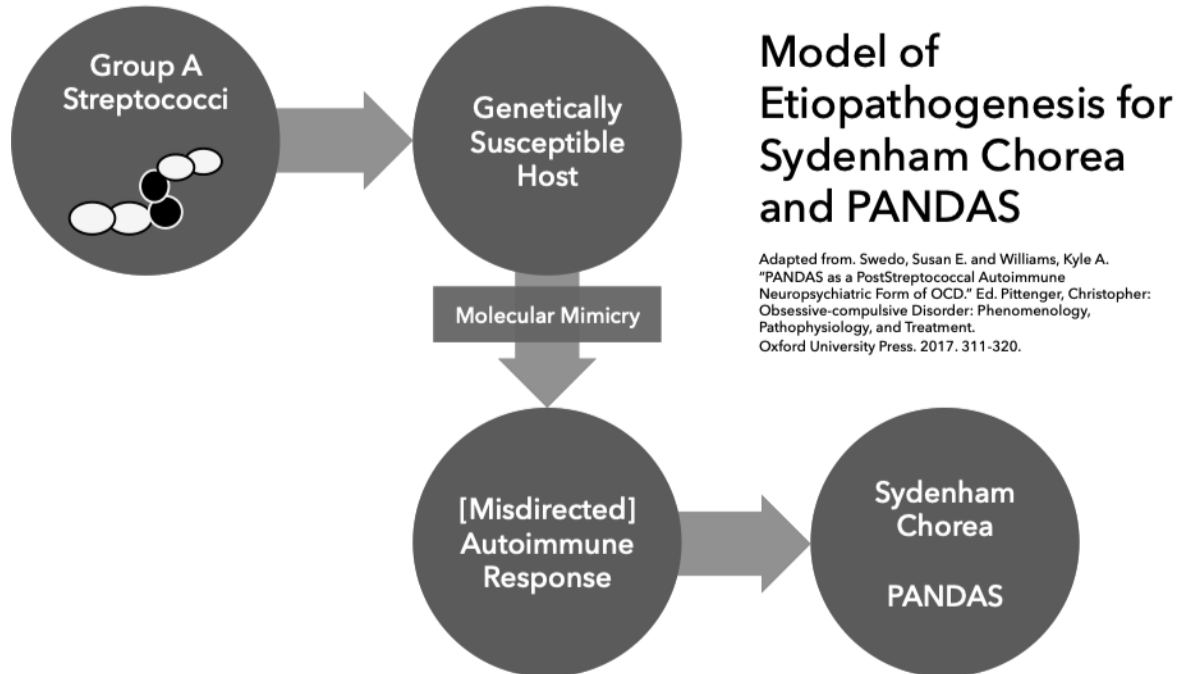 Group A
Streptococci
Genetically
Susceptible
Host
Model of
Etiopathogenesis for
Sydenham Chorea
and PANDAS
Adapted from. Swedo, Susan E. and Williams, Kyle A.
"PANDAS as a PostStreptococcal Autoimmune
Neuropsychiatric Form of OCD." Ed. Pittenger, Christopher:
Obsessive-compulsive Disorder: Phenomenology,
Pathophysiology, and Treatment.
Oxford University Press. 2017. 311-320.
Molecular Mimicry
[Misdirected]
Autoimmune
Response
Sydenham
Chorea
PANDAS